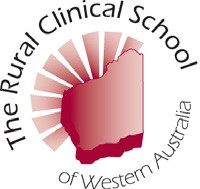 The Rural Clinical School
of Western Australia